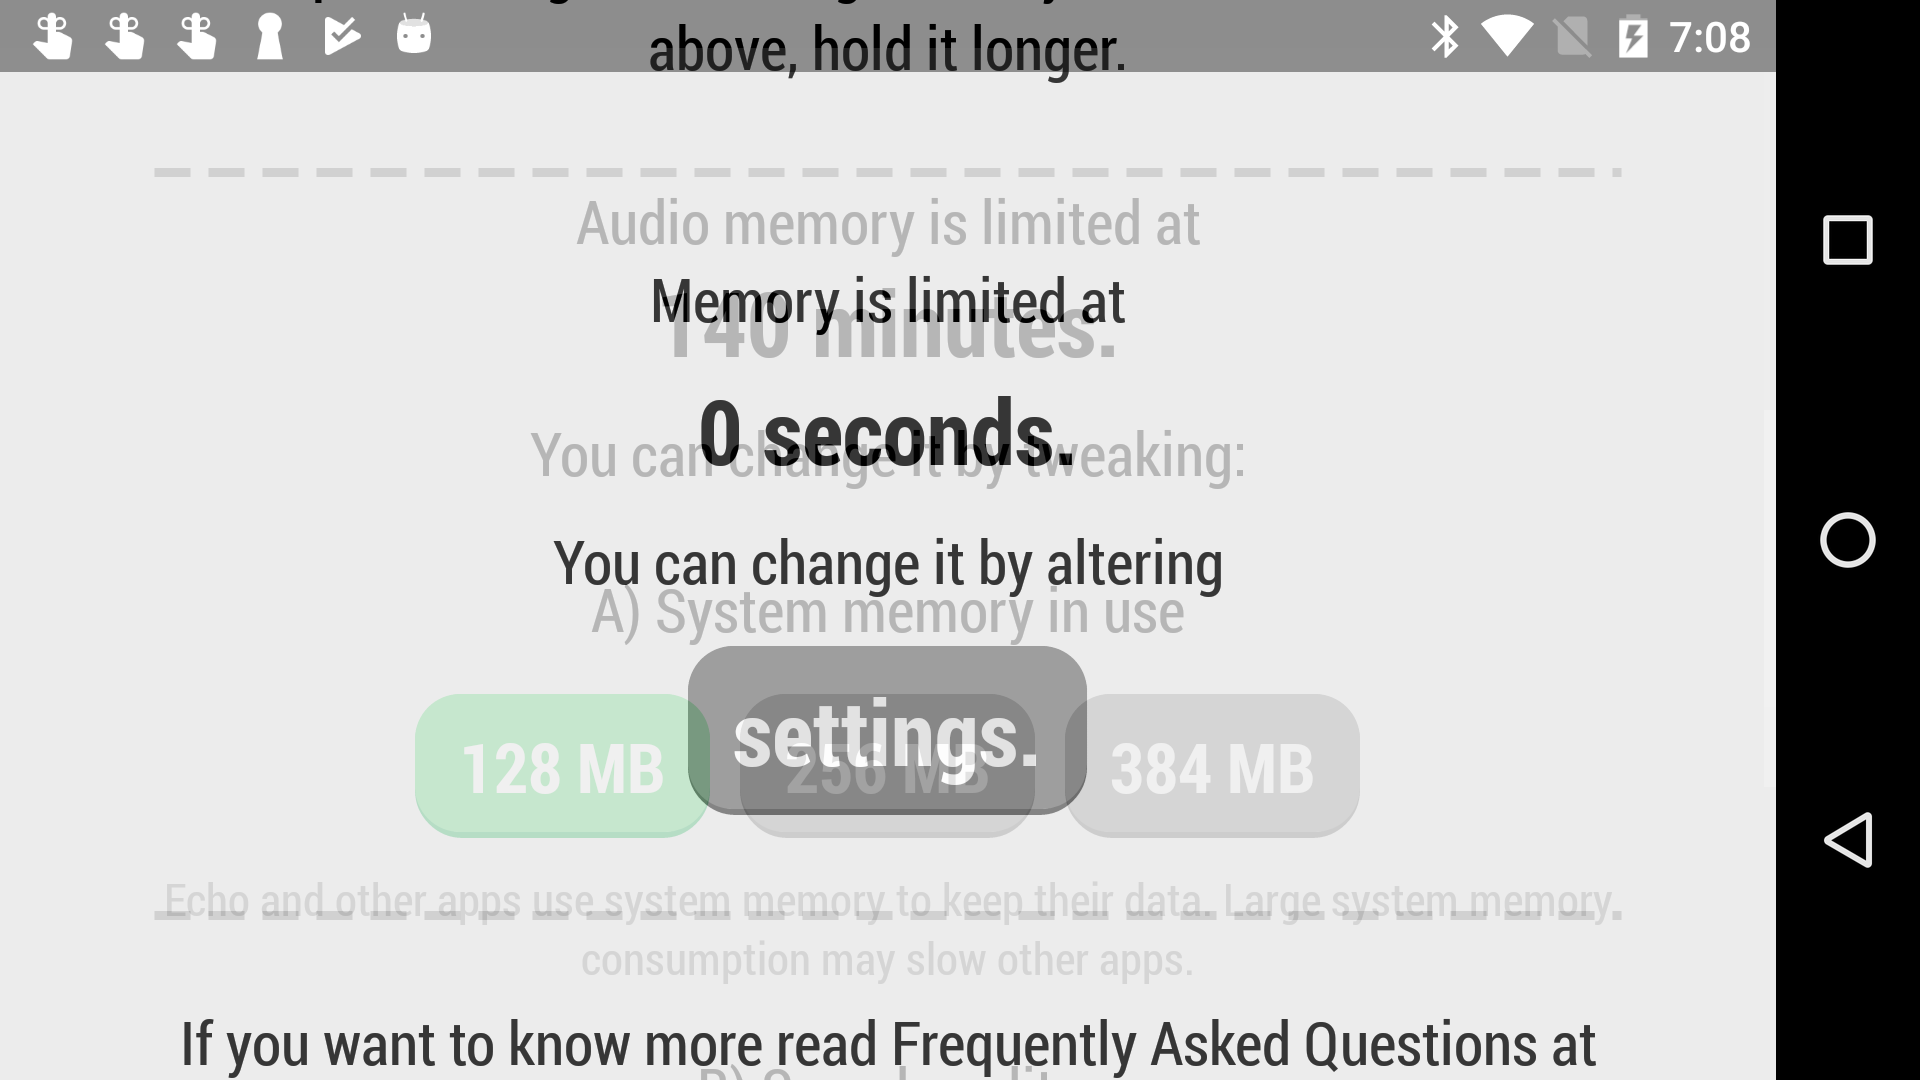 7:08
above, hold it longer.
Audio memory is limited at
Memory is limited at
140 minutes.
0 seconds.
You can change it by tweaking:
You can change it by altering
A) System memory in use
settings.
128 MB
256 MB
384 MB
Echo and other apps use system memory to keep their data. Large system memory
consumption may slow other apps.
If you want to know more read Frequently Asked Questions at